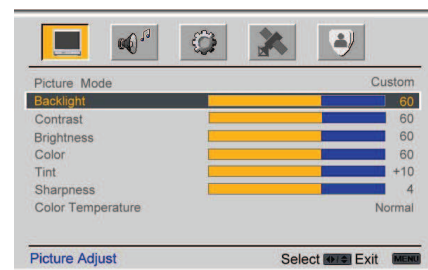 Picture Mode Custom
Backlight 60
Contrast 60
Brightness 60
Color 60
Tint +10
Sharpness 4
Color Temperature Normal
Picture Adjust Select Exit MENU